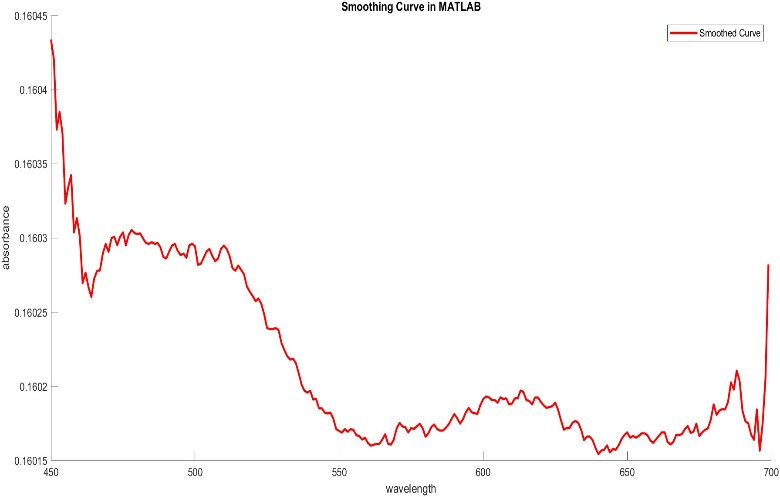 Smoothing Curve in MATLAB
Smoothed Curve
0.16045
0.1604
0.16035
0.1603
0.16025
0.1602
0.16015
absorbance
450 500 550 600 650 700
wavelength